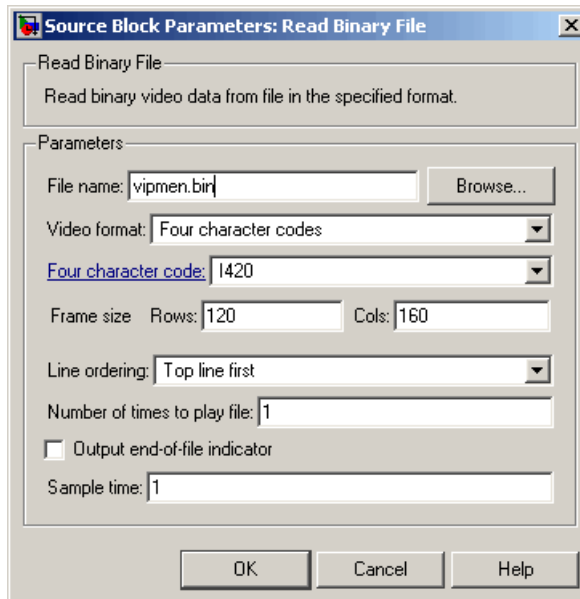 Source Block Parameters: Read Binary File
Read Binary File
Read binary video data from file in the specified format.
Parameters
File name: vipmen.bin Browse...
Video format: Four character codes
Four character code: I420
Frame size Rows: 120 Cols: 160
Line ordering: Top line first
Number of times to play file: 1
Output end-of-file indicator
Sample time: 1
OK Cancel Help